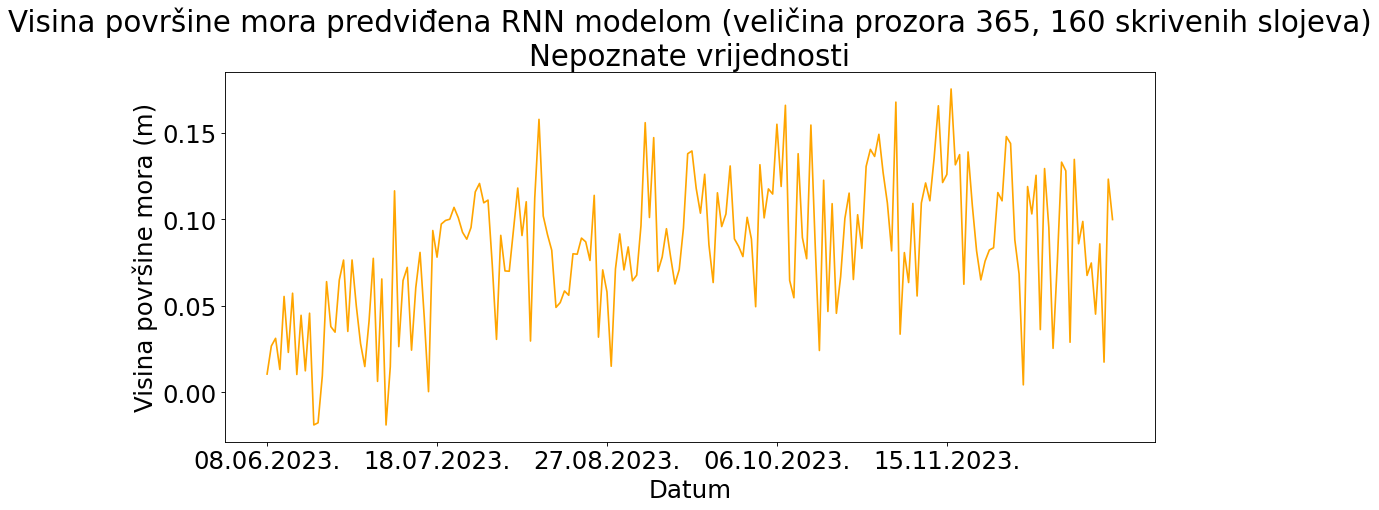 Visina površine mora predviđena RNN modelom (veličina prozora 365, 160 skrivenih slojeva)
Nepoznate vrijednosti
Visina površine mora (m)
0.15
0.10
0.05
0.00
08.06.2023. 18.07.2023. 27.08.2023. 06.10.2023. 15.11.2023.
Datum